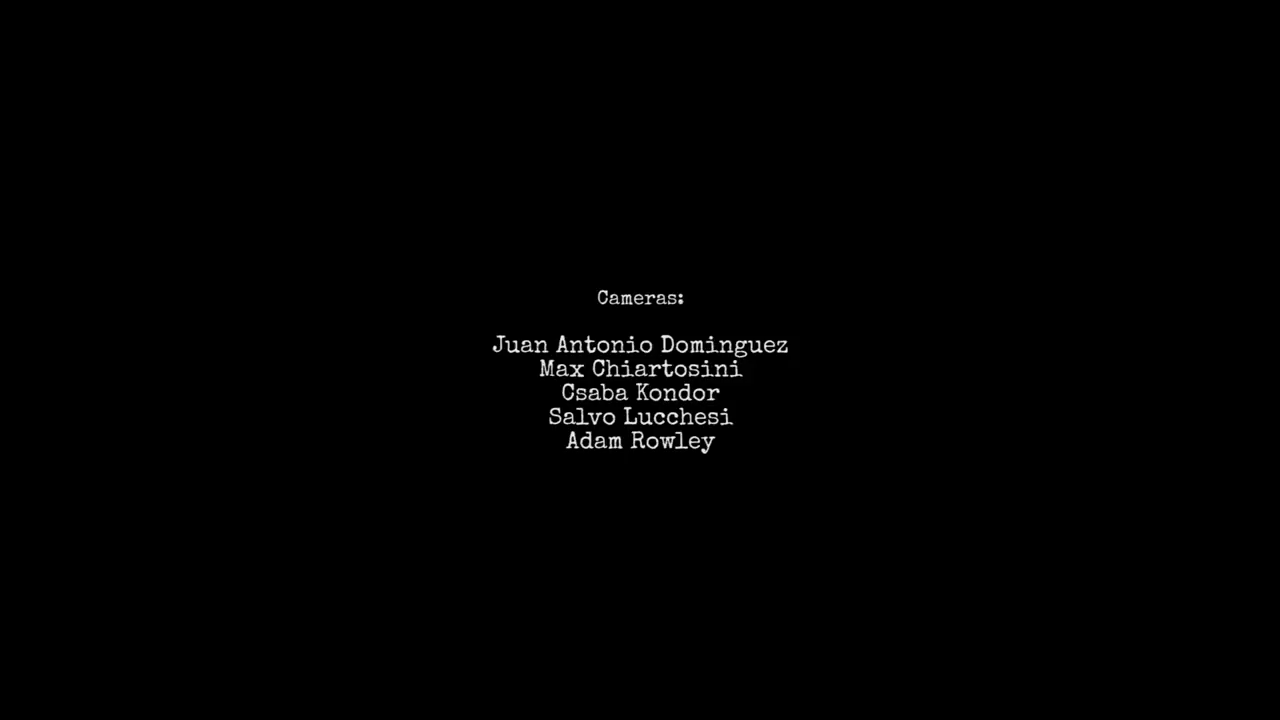 Cameras:
Juan Antonio Dominguez
Max Chiartosini
Csaba Kondor
Salvo Lucchesi
Adam Rowley